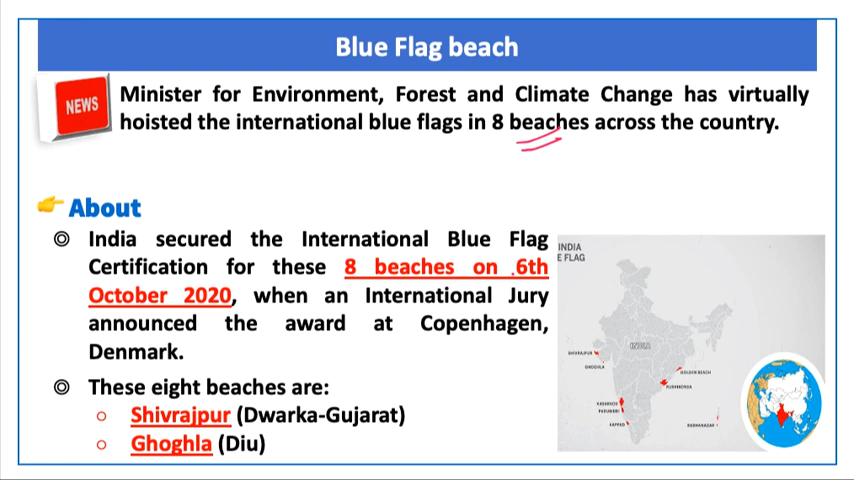 Blue Flag beach
NEWS
Minister for Environment, Forest and Climate Change has virtually
hoisted the international blue flags in 8 beaches across the country.
About
India secured the International Blue Flag
Certification for these 8 beaches on 6th
October 2020, when an International Jury
announced the award at Copenhagen,
Denmark.
These eight beaches are:
Shivrajpur (Dwarka-Gujarat)
Ghoghla (Diu)
INDIA
E FLAG
INDIA
SHIVRAJPUR
GHOGHLA
GOLDEN BEACH
RUSHIKONDA
KASARKOD
PADUBIDRI
KAPPAD
RADHANAGAR